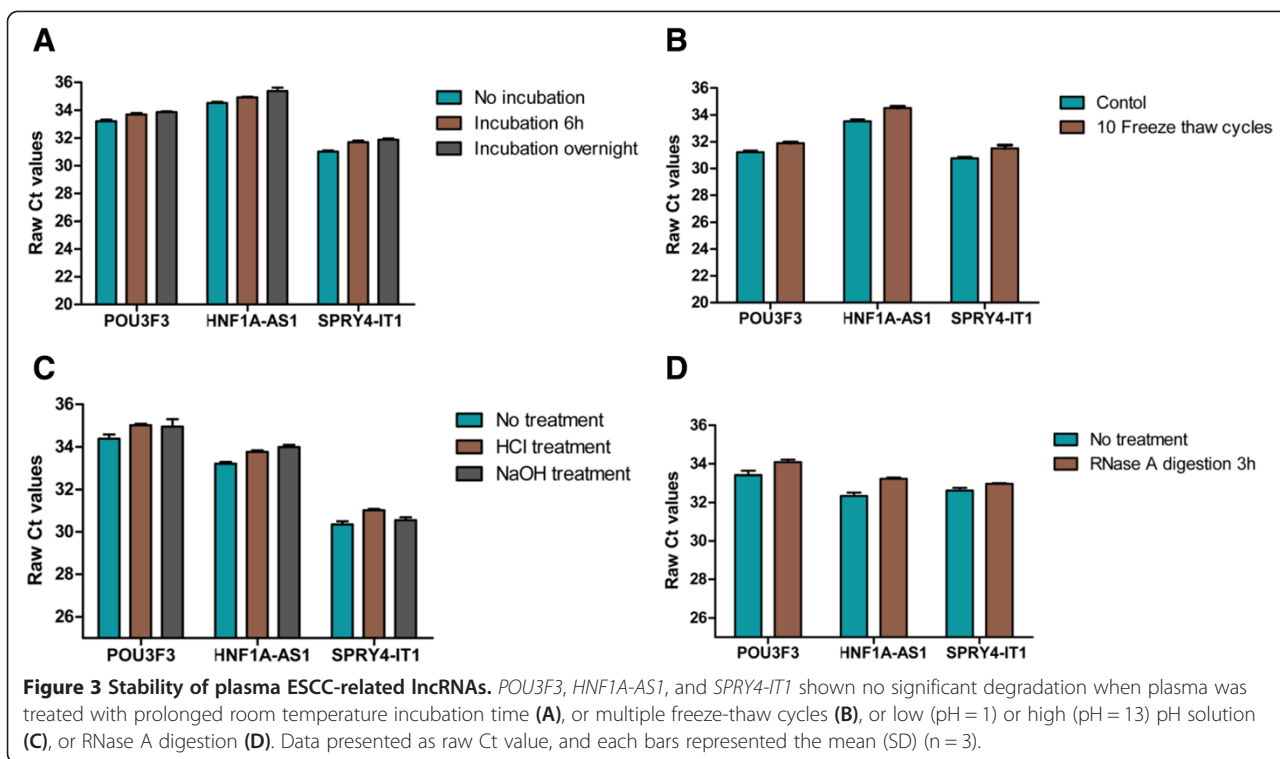 A
Raw Ct values
36
34
32
30
28
26
24
22
20
POU3F3 HNF1A-AS1 SPRY4-IT1
No incubation
Incubation 6h
Incubation overnight
B
Raw Ct values
36
34
32
30
28
26
24
22
20
POU3F3 HNF1A-AS1 SPRY4-IT1
Contol
10 Freeze thaw cycles
C
Raw Ct values
36
34
32
30
28
26
POU3F3 HNF1A-AS1 SPRY4-IT1
No treatment
HCl treatment
NaOH treatment
D
Raw Ct values
36
34
32
30
28
26
POU3F3 HNF1A-AS1 SPRY4-IT1
No treatment
RNase A digestion 3h
Figure 3 Stability of plasma ESCC-related lncRNAs. POU3F3, HNF1A-AS1, and SPRY4-IT1 shown no significant degradation when plasma was
treated with prolonged room temperature incubation time (A), or multiple freeze-thaw cycles (B), or low (pH = 1) or high (pH = 13) pH solution
(C), or RNase A digestion (D). Data presented as raw Ct value, and each bars represented the mean (SD) (n = 3).